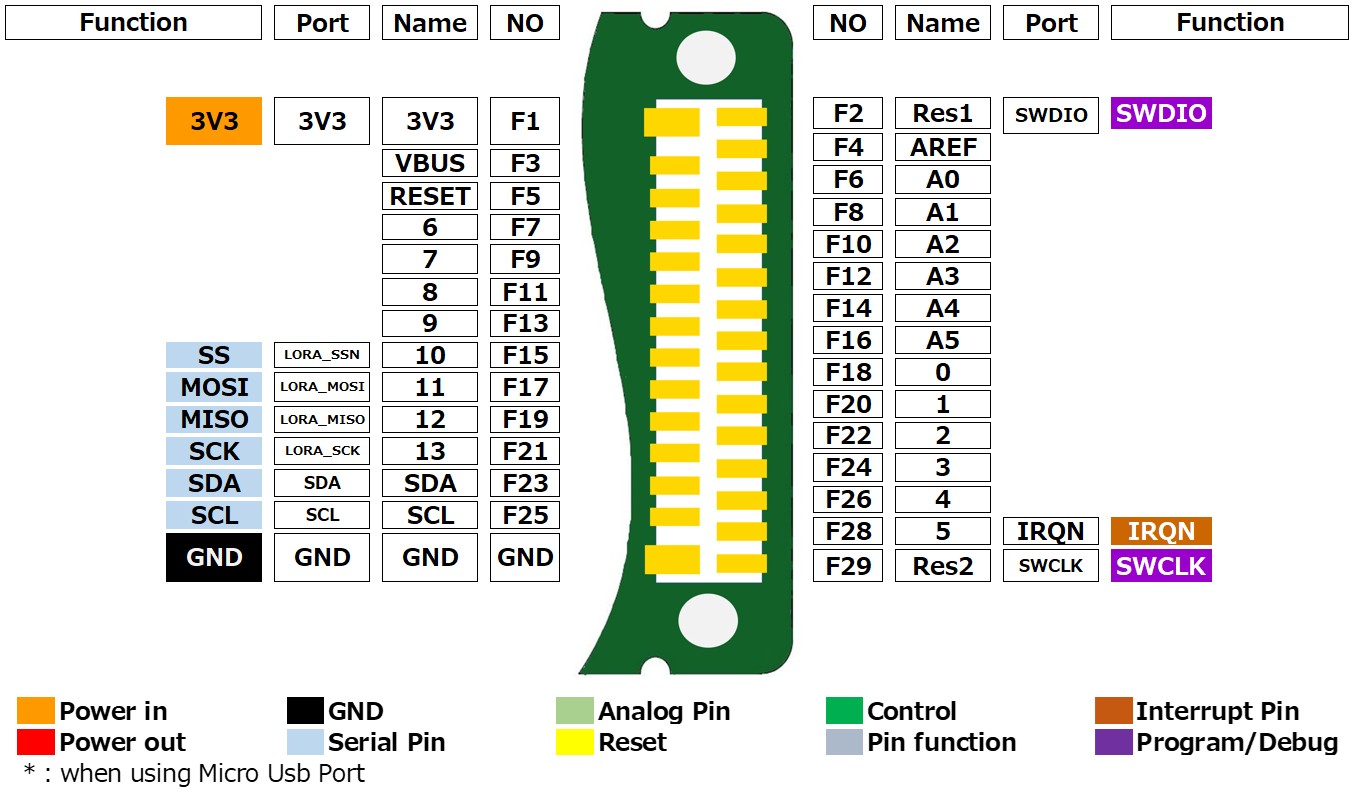 Function Port Name NO NO Name Port Function
3V3 3V3 3V3 F1 F2 Res1 SWDIO SWDIO
F4 AREF
VBUS F3 F6 A0
RESET F5 F8 A1
6 F7 F10 A2
7 F9 F12 A3
8 F11 F14 A4
9 F13 F16 A5
SS LORA_SSN 10 F15 F18 0
MOSI LORA_MOSI 11 F17 F20 1
MISO LORA_MISO 12 F19 F22 2
SCK LORA_SCK 13 F21 F24 3
SDA SDA SDA F23 F26 4
SCL SCL SCL F25 F28 5 IRQN IRQN
GND GND GND GND F29 Res2 SWCLK SWCLK
Power in GND Analog Pin Control Interrupt Pin
Power out Serial Pin Reset Pin function Program/Debug
* : when using Micro Usb Port